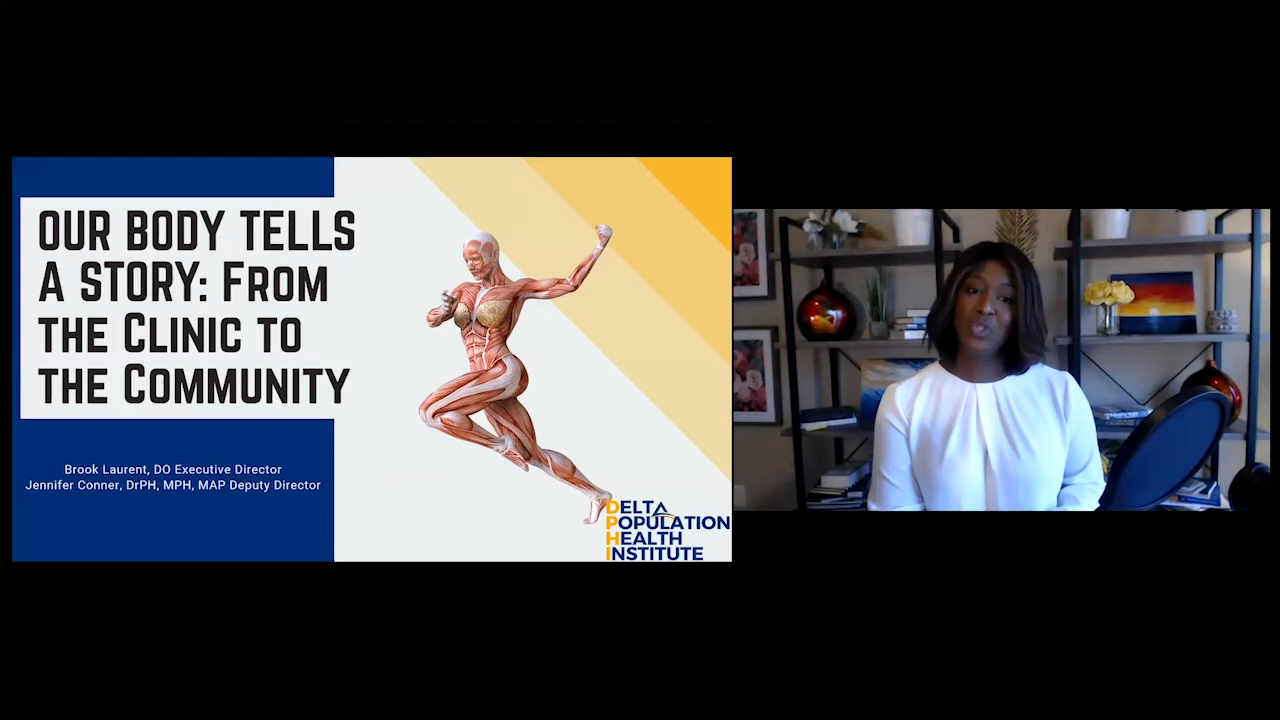 OUR BODY TELLS
A STORY: FROM
THE CLINIC TO
THE COMMUNITY
Brook Laurent, DO Executive Director
Jennifer Conner, DrPH, MPH, MAP Deputy Director
DELTA
POPULATION
HEALTH
INSTITUTE